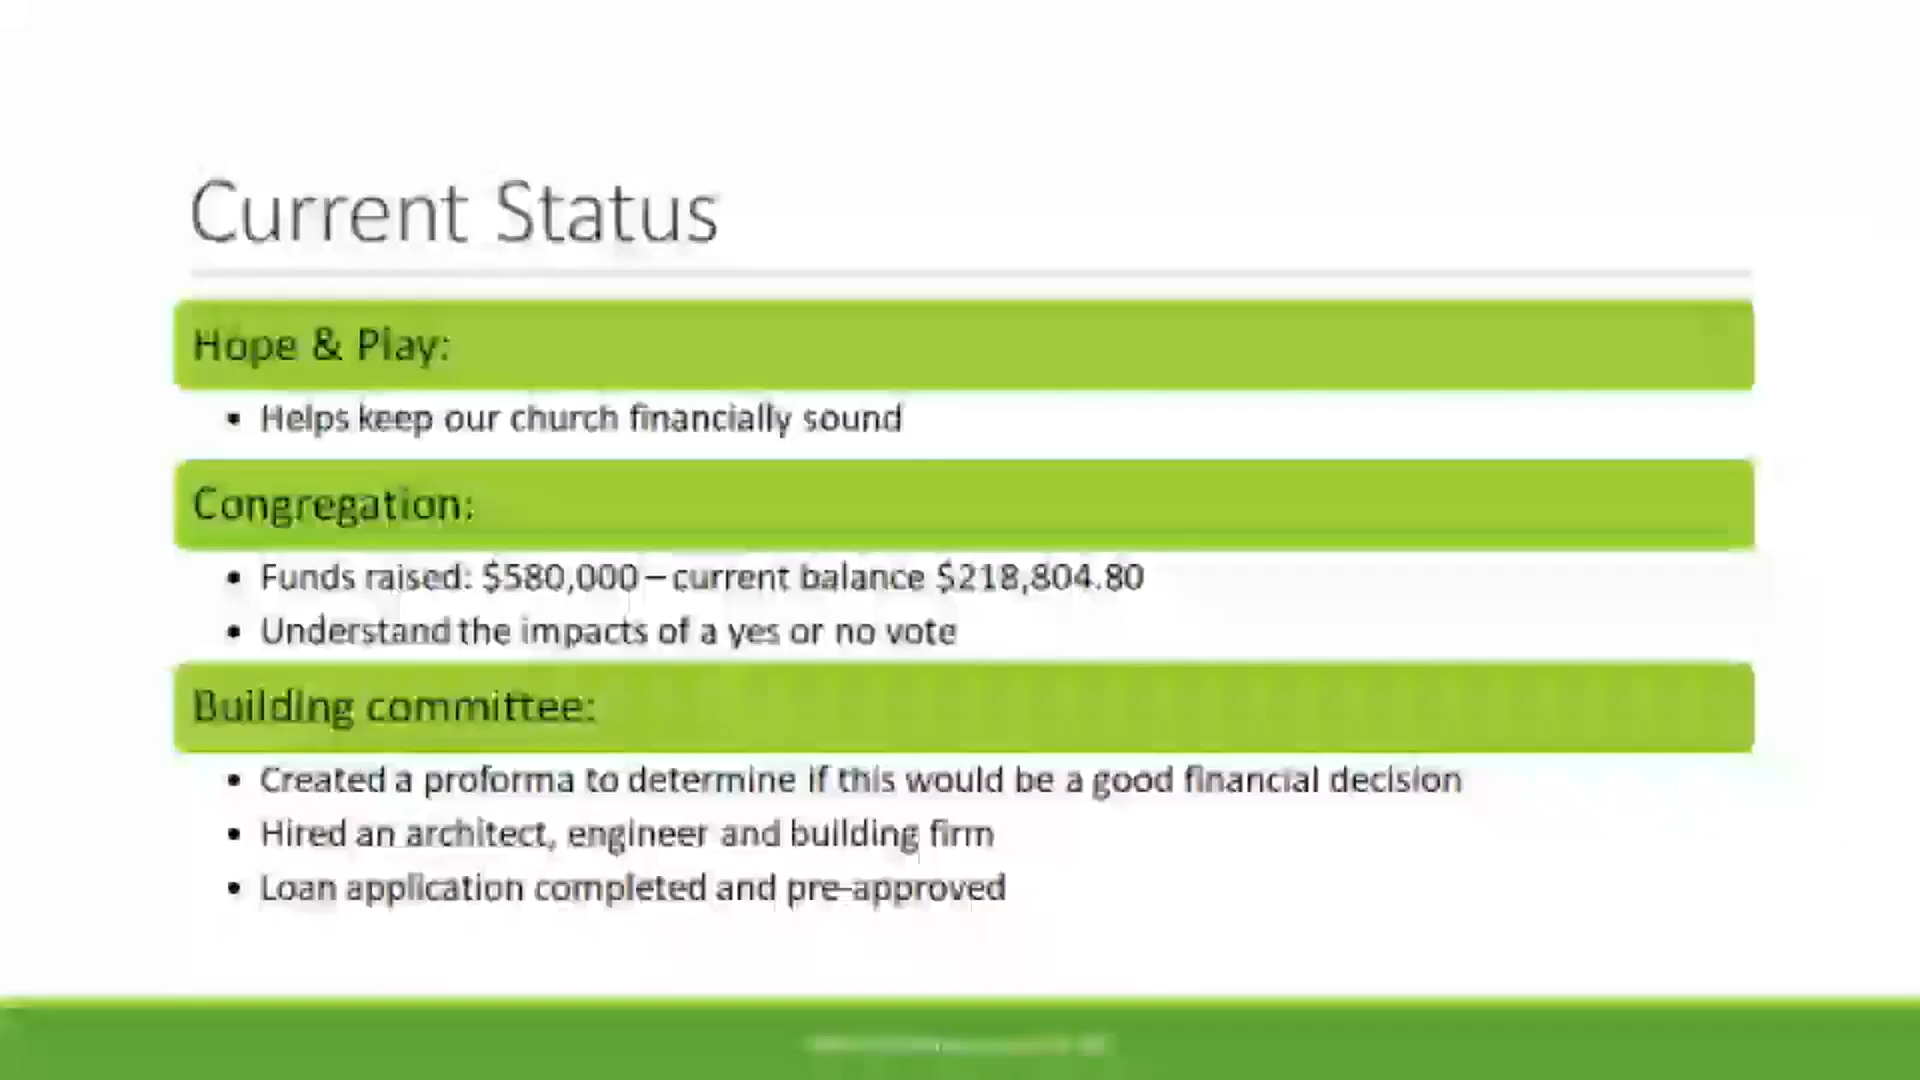 Current Status
Hope & Play:
• Helps keep our church financially sound
Congregation:
• Funds raised: $580,000 – current balance $218,804.80
• Understand the impacts of a yes or no vote
Building committee:
• Created a proforma to determine if this would be a good financial decision
• Hired an architect, engineer and building firm
• Loan application completed and pre-approved